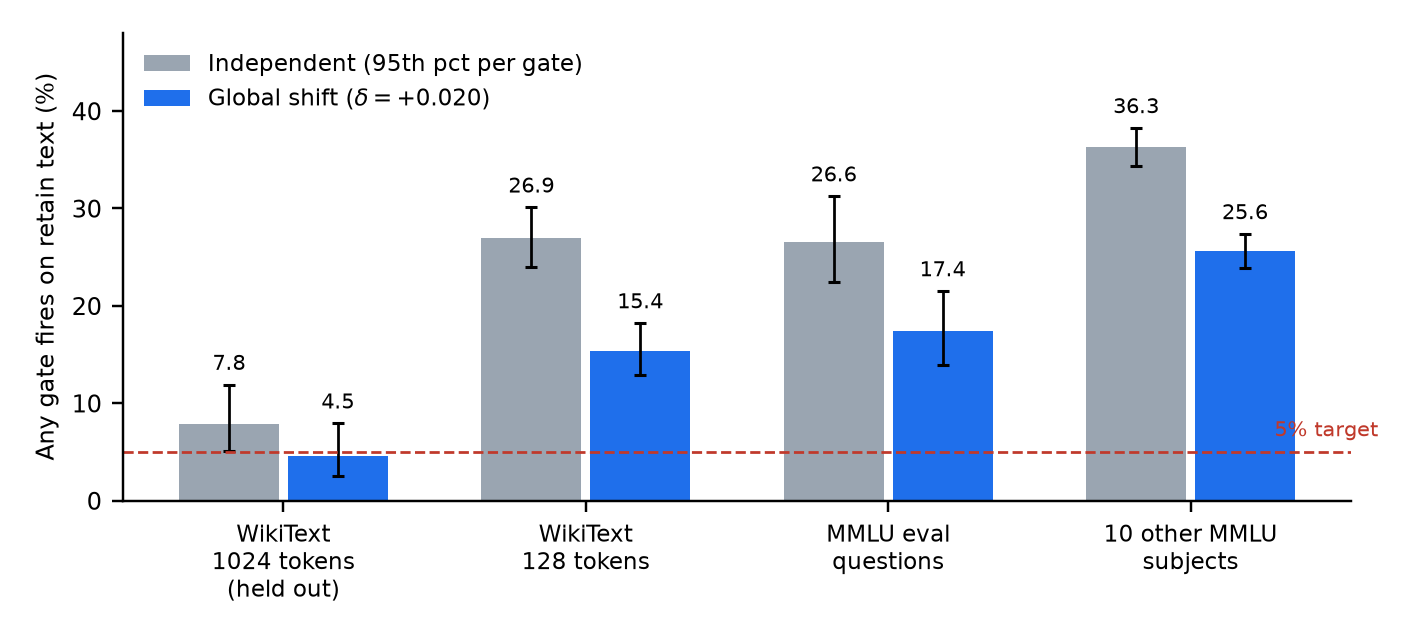 Any gate fires on retain text (%)
Independent (95th pct per gate)
Global shift (δ = +0.020)
40
30
20
10
0
7.8
4.5
26.9
15.4
26.6
17.4
36.3
25.6
5% target
WikiText
1024 tokens
(held out)
WikiText
128 tokens
MMLU eval
questions
10 other MMLU
subjects